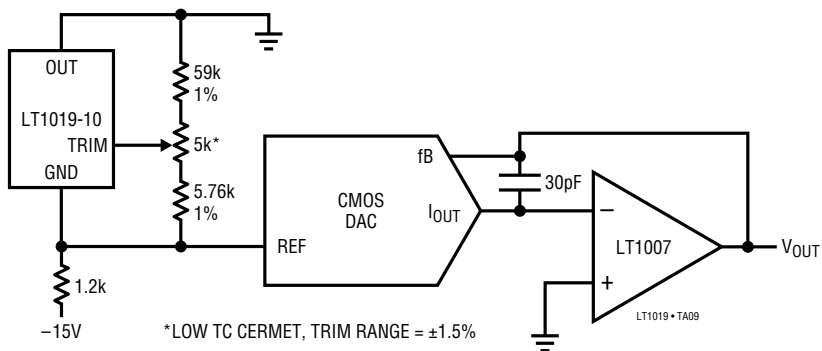 OUT
LT1019-10
TRIM
GND
59k
1%
5k*
5.76k
1%
1.2k
–15V
REF
CMOS
DAC
fB
IOUT
30pF
–
LT1007
+
VOUT
LT1019 • TA09
*LOW TC CERMET, TRIM RANGE = ±1.5%